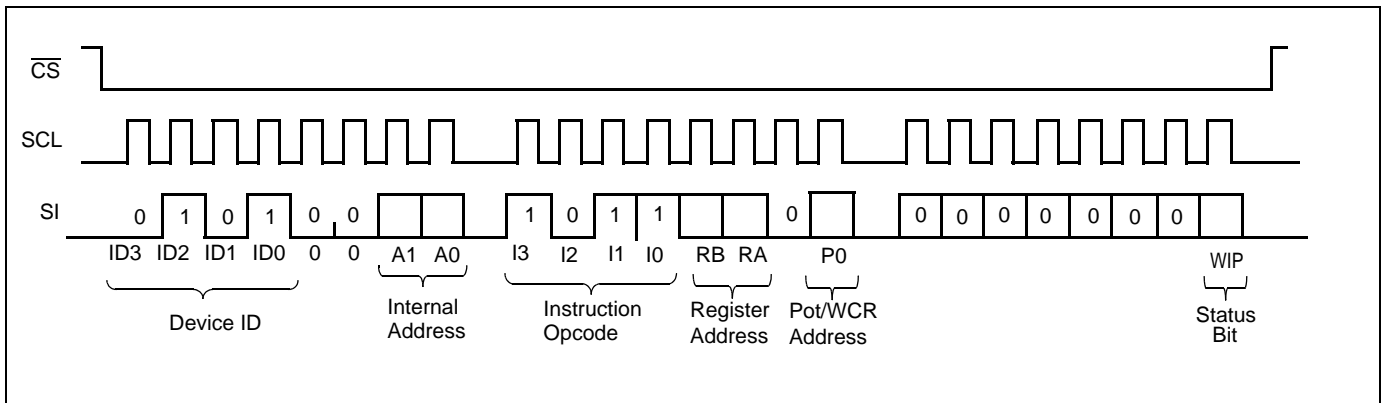 CS
SCL
SI
0 1 0 1 0 0 1 0 1 1 0 0 0 0 0 0 0 0
ID3 ID2 ID1 ID0 0 0 A1 A0 I3 I2 I1 I0 RB RA P0 WIP
Device ID
Internal Address
Instruction Opcode
Register Address
Pot/WCR Address
Status Bit